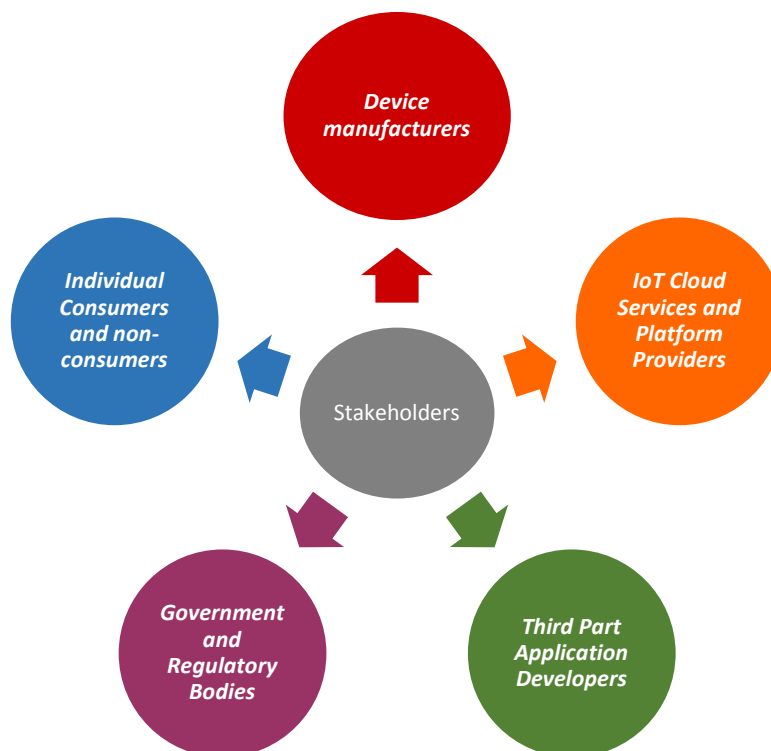 Device
manufacturers
Individual
Consumers
and non-
consumers
IoT Cloud
Services and
Platform
Providers
Stakeholders
Government
and
Regulatory
Bodies
Third Part
Application
Developers